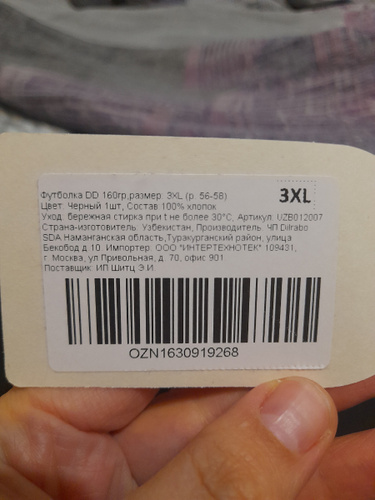 Футболка DD 160гр,размер: 3XL (р. 56-58)
3XL
Цвет: Черный 1шт, Состав:100% хлопок
Уход: бережная стирка при t не более 30°C, Артикул: UZB012007
Страна-изготовитель: Узбекистан, Производитель: ЧП Dilrabo
SDA Наманганская область,Туракурганский район, улица
Бекобод д.10. Импортер: ООО "ИНТЕРТЕХНОТЕК" 109431,
г. Москва, ул Привольная, д. 70, офис 901
Поставщик: ИП Шитц Э.И.
OZN1630919268